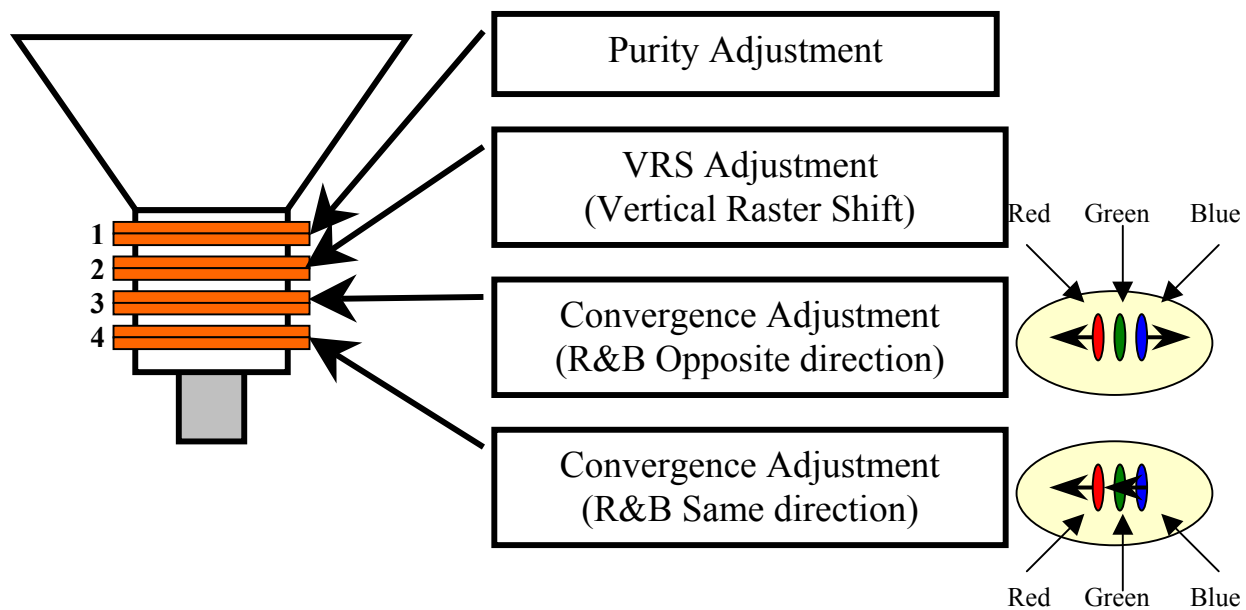 Purity Adjustment
VRS Adjustment
(Vertical Raster Shift)
Red Green Blue
1
2
3
4
Convergence Adjustment
(R&B Opposite direction)
Convergence Adjustment
(R&B Same direction)
Red Green Blue